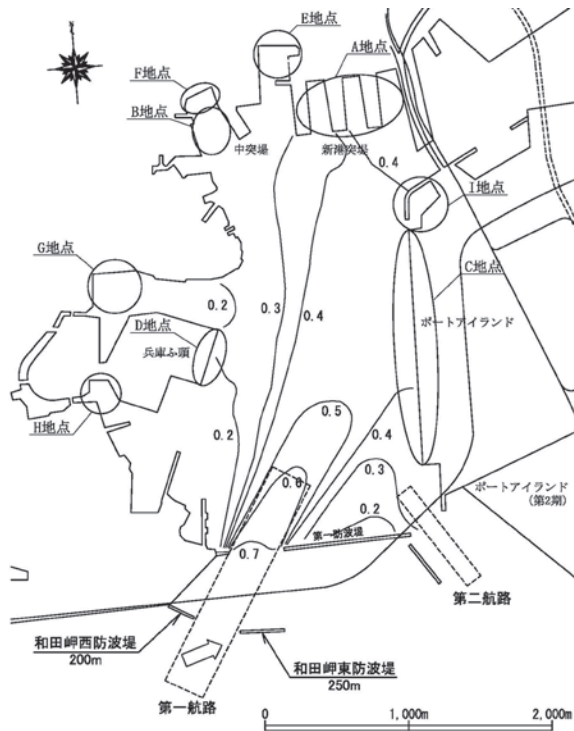 E地点
A地点
F地点
B地点
中突堤
新港突堤
0.4
I地点
G地点
C地点
0.2
0.3
0.4
ポートアイランド
D地点
兵庫ふ頭
H地点
0.2
0.5
0.4
0.6
0.3
0.2
ポートアイランド
(第2期)
第一防波堤
0.7
第二航路
和田岬西防波堤
200m
和田岬東防波堤
250m
第一航路
0
1,000m
2,000m